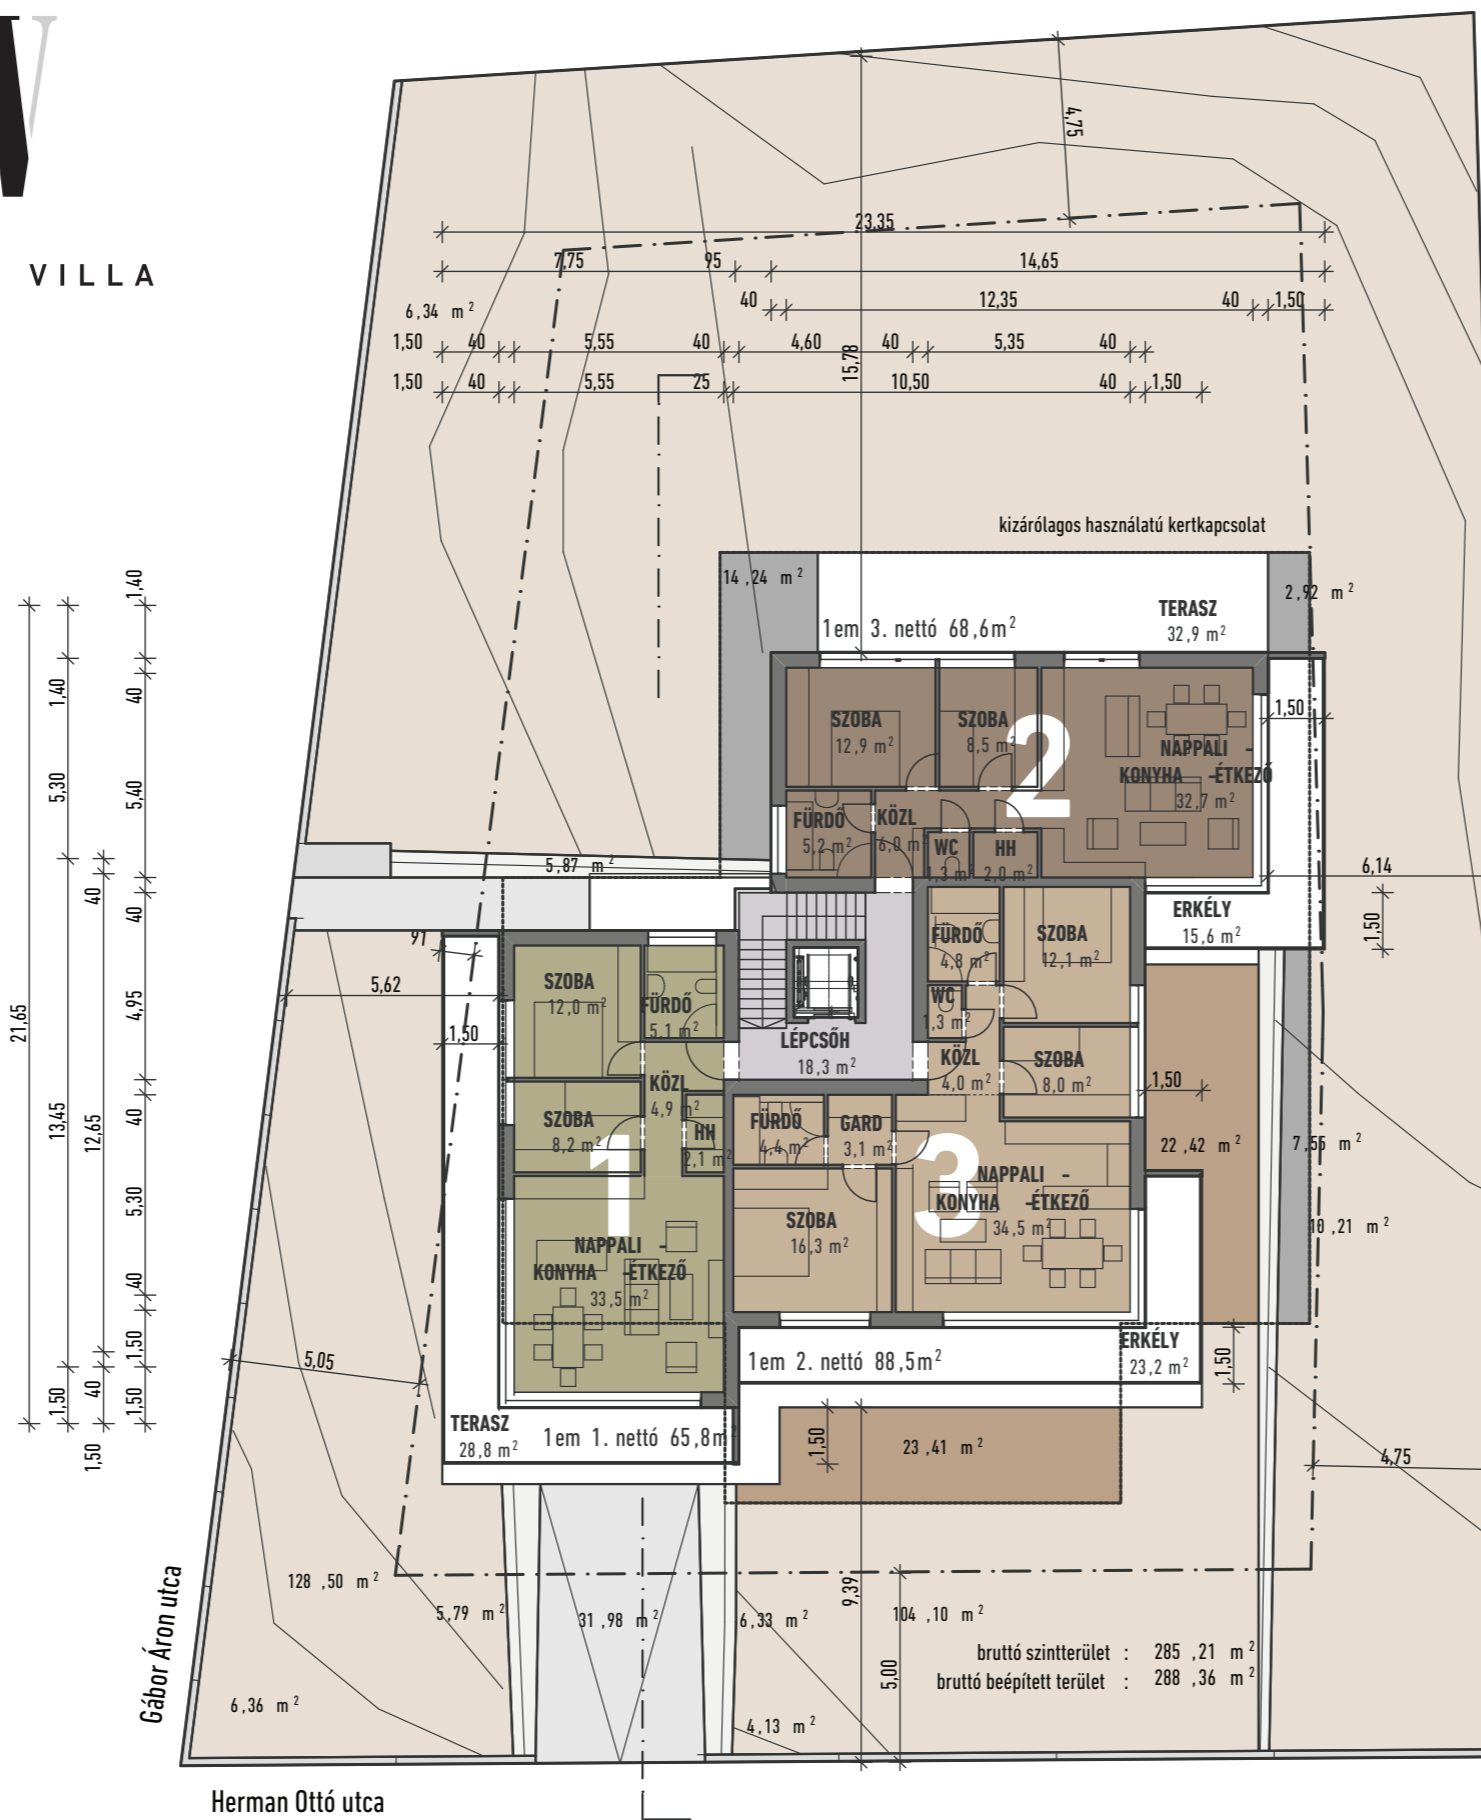 V
VILLA
23,35
7,75 95 14,65
40 12,35 40 1,50
6,34 m²
1,50 40 5,55 40 4,60 40 5,35 40
1,50 40 5,55 25 10,50 40 1,50
15,78
4,75
kizárólagos használatú kertkapcsolat
14,24 m²
2,92 m²
TERASZ
32,9 m²
1em 3. nettó 68,6m²
1,40
1,40
40
5,30
5,40
40
40
21,65
13,45
12,65
4,95
40
5,30
40
1,50
1,50
40
1,50
1,50
SZOBA
12,9 m²
SZOBA
8,5 m²
2
NAPPALI -
KONYHA -ÉTKEZŐ
32,7 m²
1,50
FÜRDŐ
5,2 m²
KÖZL
6,0 m
WC
1,3 m²
HH
2,0 m²
5,87 m²
6,14
ERKÉLY
15,6 m²
1,50
91
5,62
1,50
SZOBA
12,0 m²
FÜRDŐ
5,1 m²
LÉPCSŐH
18,3 m²
FÜRDŐ
4,8 m²
SZOBA
12,1 m²
WC
1,3 m²
KÖZL
4,0 m²
SZOBA
8,0 m²
1,50
KÖZL
4,9 m²
SZOBA
8,2 m²
HH
2,1 m²
1
FÜRDŐ
4,4 m²
GARD
3,1 m²
3
22,42 m²
7,55 m²
10,21 m²
NAPPALI -
KONYHA -ÉTKEZŐ
34,5 m²
SZOBA
16,3 m²
NAPPALI -
KONYHA -ÉTKEZŐ
33,5 m²
5,05
1em 2. nettó 88,5m²
ERKÉLY
23,2 m²
1,50
TERASZ
28,8 m²
1em 1. nettó 65,8m²
1,50
23,41 m²
4,75
128,50 m²
5,79 m²
31,98 m²
6,33 m²
9,39
104,10 m²
5,00
bruttó szintterület : 285,21 m²
bruttó beépített terület : 288,36 m²
6,36 m²
4,13 m²
Gábor Áron utca
Herman Ottó utca